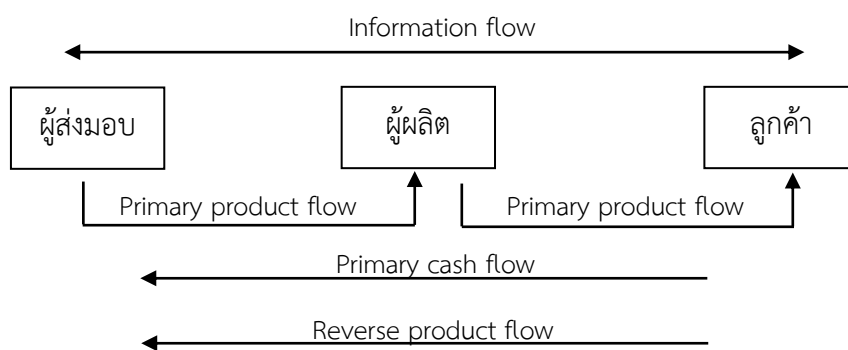 Information flow
ผู้ส่งมอบ
ผู้ผลิต
ลูกค้า
Primary product flow
Primary product flow
Primary cash flow
Reverse product flow